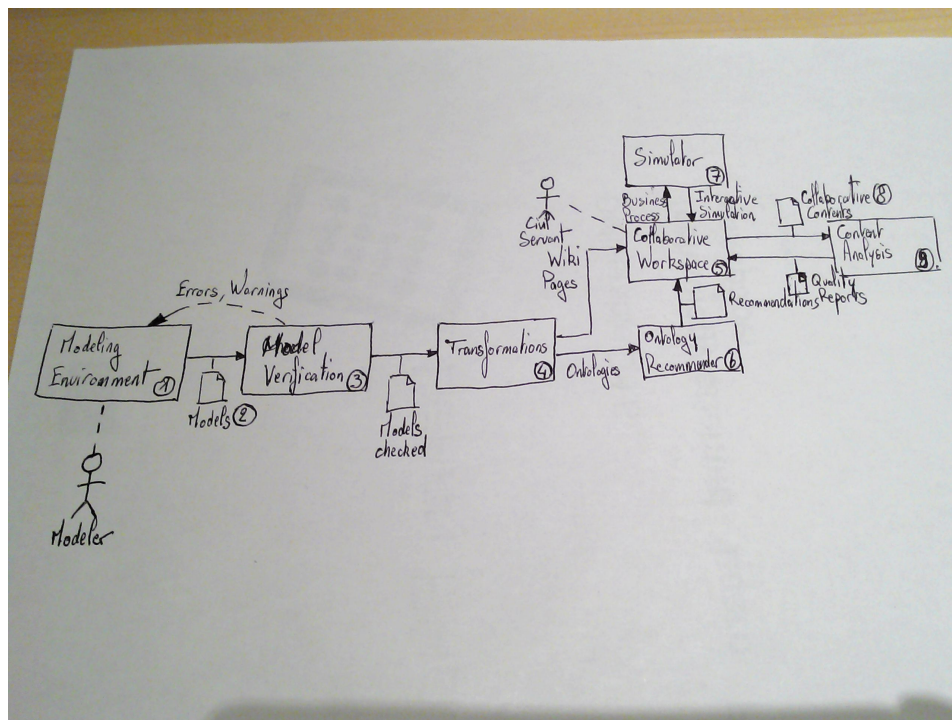 Simulator
7
Business
Process
Interactive
Simulation
Collaborative 8
Contents
Civil
Servant
Collaborative
Workspace 5
Content
Analysis 9
Wiki
Pages
Recommendations
Quality
Reports
Errors, Warnings
Modeling
Environment 1
Model
Verification 3
Transformations
4
Ontologies
Ontology
Recommander 6
Models 2
Models
checked
Modeler